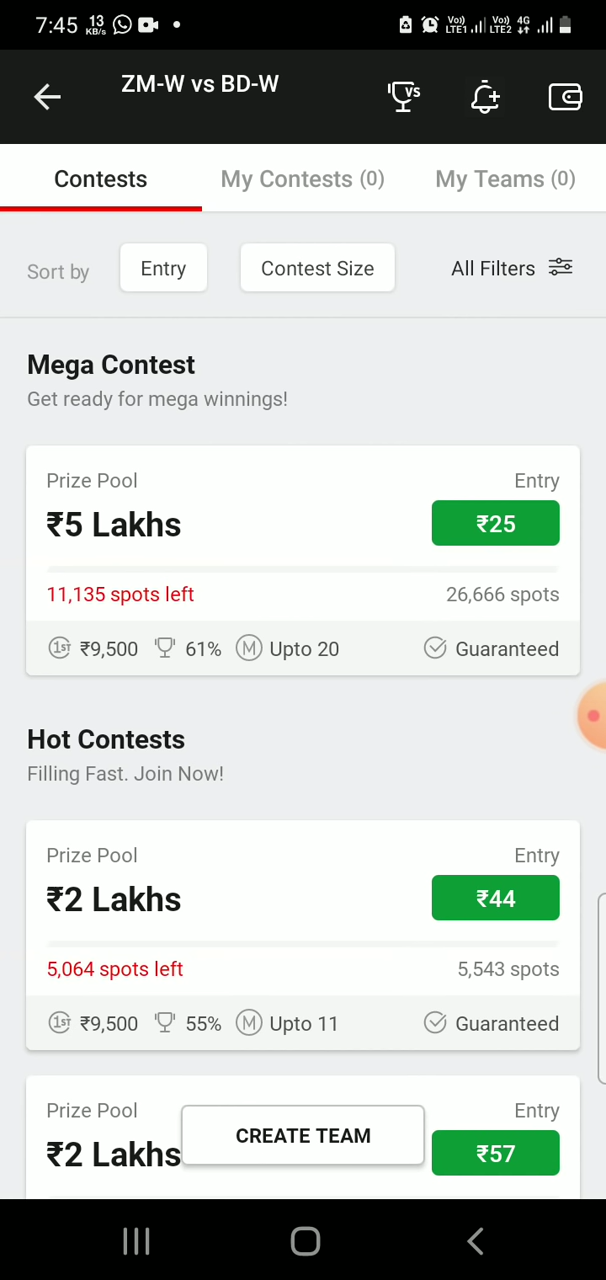 7:45 13 KB/s Vo)) LTE1 Vo)) LTE2 4G
ZM-W vs BD-W
VS
Contests My Contests (0) My Teams (0)
Sort by Entry Contest Size All Filters
Mega Contest
Get ready for mega winnings!
Prize Pool Entry
₹5 Lakhs ₹25
11,135 spots left 26,666 spots
1ST ₹9,500 61% M Upto 20 Guaranteed
Hot Contests
Filling Fast. Join Now!
Prize Pool Entry
₹2 Lakhs ₹44
5,064 spots left 5,543 spots
1ST ₹9,500 55% M Upto 11 Guaranteed
Prize Pool Entry
₹2 Lakhs CREATE TEAM ₹57